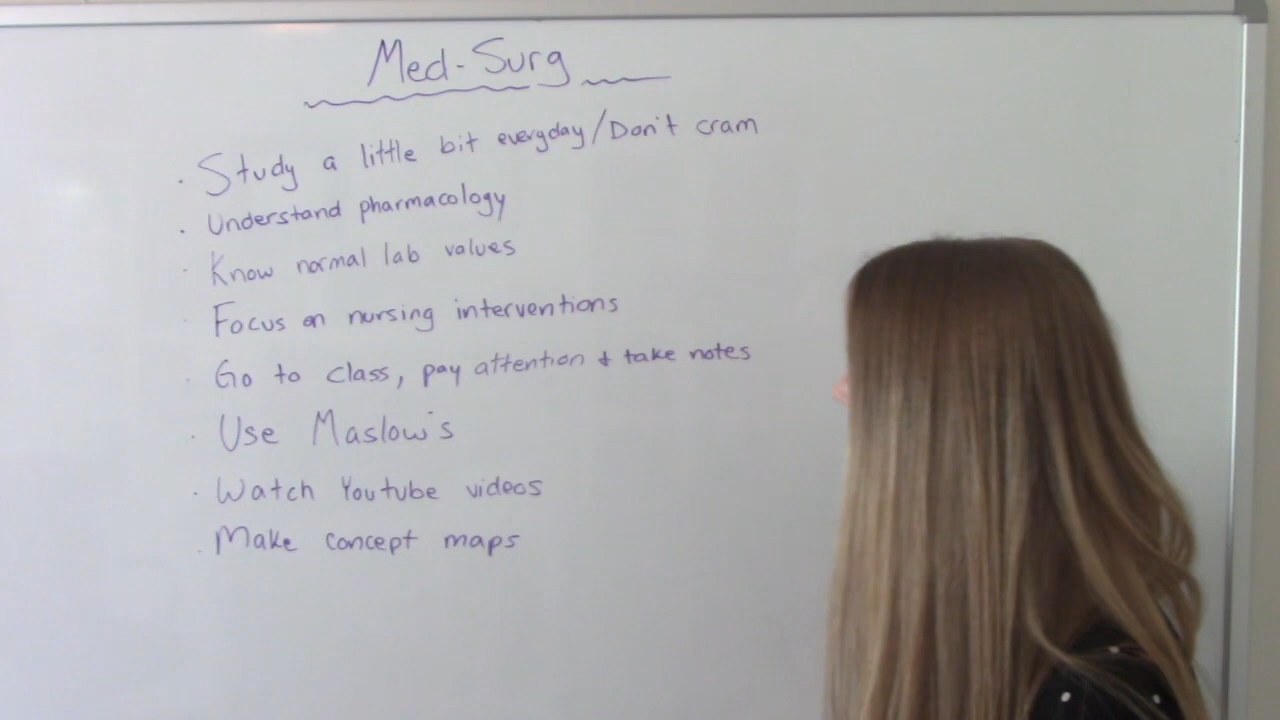 Med-Surg
· Study a little bit everyday/Don't cram
· Understand pharmacology
· Know normal lab values
· Focus on nursing interventions
· Go to class, pay attention & take notes
· Use Maslow's
· Watch Youtube videos
· Make concept maps